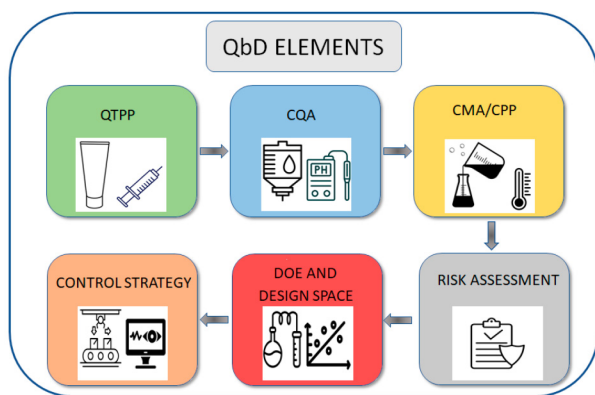 QbD ELEMENTS
QTPP
CQA
CMA/CPP
PH
CONTROL STRATEGY
DOE AND
DESIGN SPACE
RISK ASSESSMENT